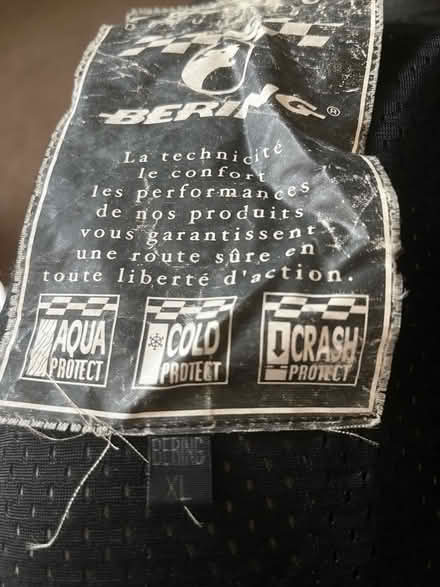 BERING®
La technicité
le confort
les performances
de nos produits
vous garantissent
une route sûre en
toute liberté d'action.
AQUA
PROTECT
COLD
PROTECT
CRASH
PROTECT
BERING
XL